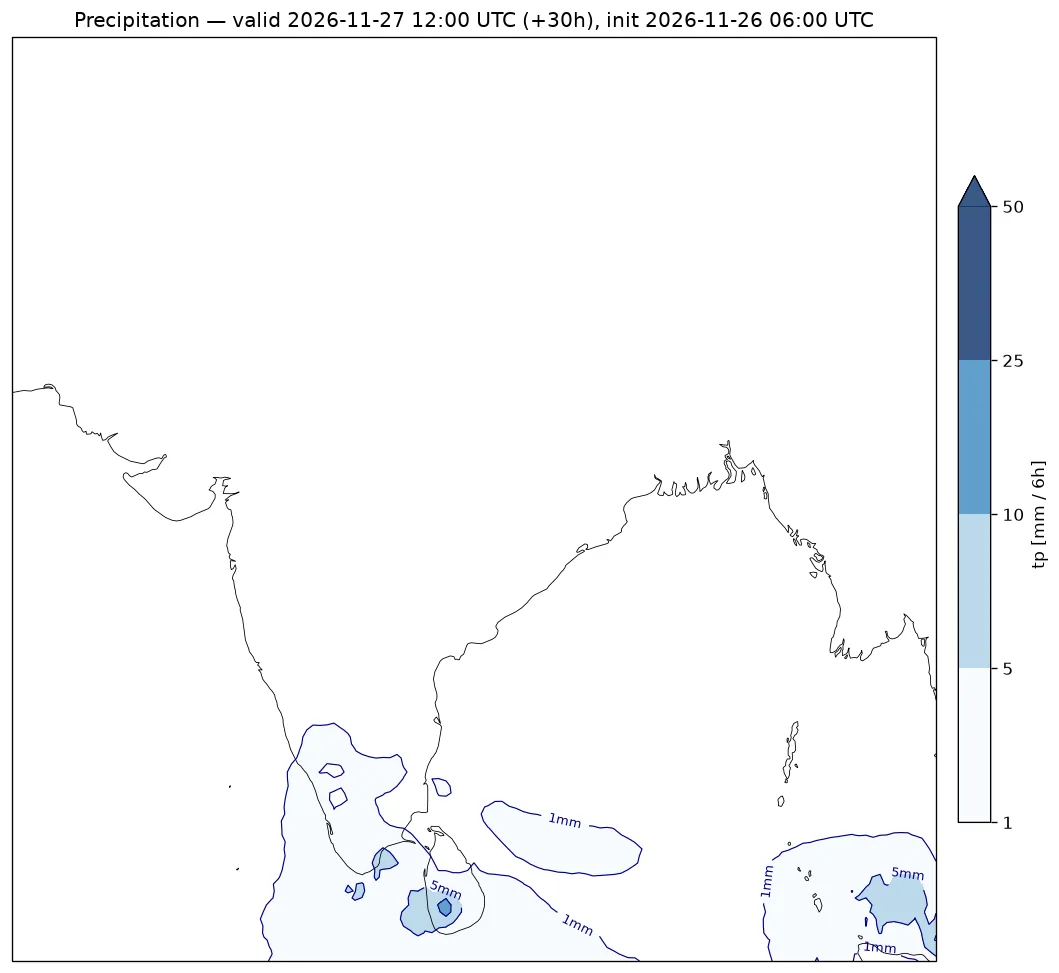 Precipitation — valid 2026-11-27 12:00 UTC (+30h), init 2026-11-26 06:00 UTC
50
25
10
5
1
tp [mm / 6h]
1mm
1mm
5mm
5mm
1mm
1mm